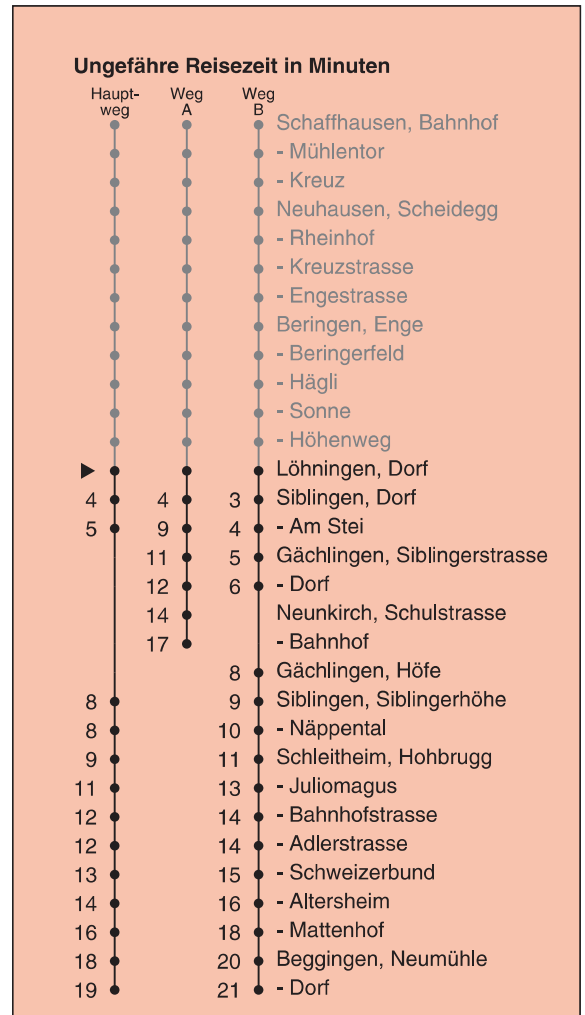 Ungefähre Reisezeit in Minuten
Haupt- Weg Weg
weg A B
Schaffhausen, Bahnhof
- Mühlentor
- Kreuz
Neuhausen, Scheidegg
- Rheinhof
- Kreuzstrasse
- Engestrasse
Beringen, Enge
- Beringerfeld
- Hägli
- Sonne
- Höhenweg
Löhningen, Dorf
4 4 3 Siblingen, Dorf
5 9 4 - Am Stei
11 5 Gächlingen, Siblingerstrasse
12 6 - Dorf
14 Neunkirch, Schulstrasse
17 - Bahnhof
8 Gächlingen, Höfe
8 9 Siblingen, Siblingerhöhe
8 10 - Näppental
9 11 Schleitheim, Hohbrugg
11 13 - Juliomagus
12 14 - Bahnhofstrasse
12 14 - Adlerstrasse
13 15 - Schweizerbund
14 16 - Altersheim
16 18 - Mattenhof
18 20 Beggingen, Neumühle
19 21 - Dorf